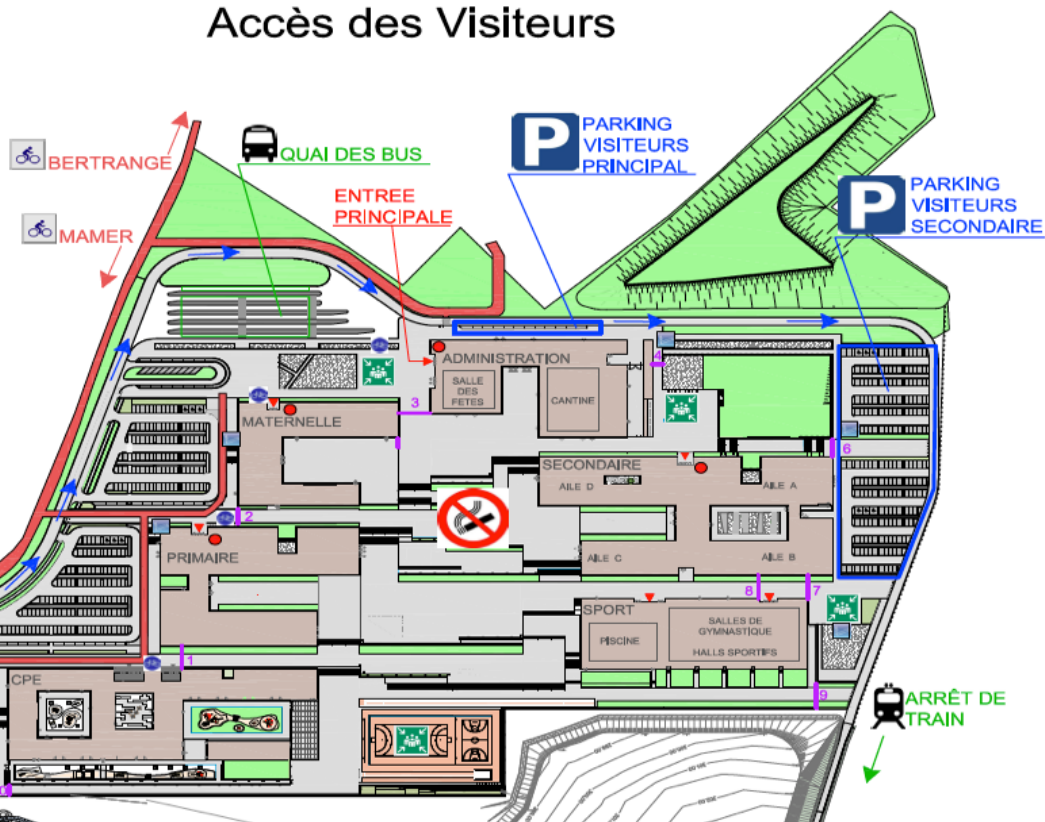 Accès des Visiteurs
BERTRANGE
MAMER
QUAI DES BUS
ENTREE
PRINCIPALE
P
PARKING
VISITEURS
PRINCIPAL
P
PARKING
VISITEURS
SECONDAIRE
ADMINISTRATION
SALLE
DES
FETES
CANTINE
4
3
MATERNELLE
6
SECONDAIRE
AILE D
AILE A
2
PRIMAIRE
AILE C
AILE B
8
7
SPORT
PISCINE
SALLES DE
GYMNASTIQUE
HALLS SPORTIFS
1
CPE
9
ARRÊT DE
TRAIN